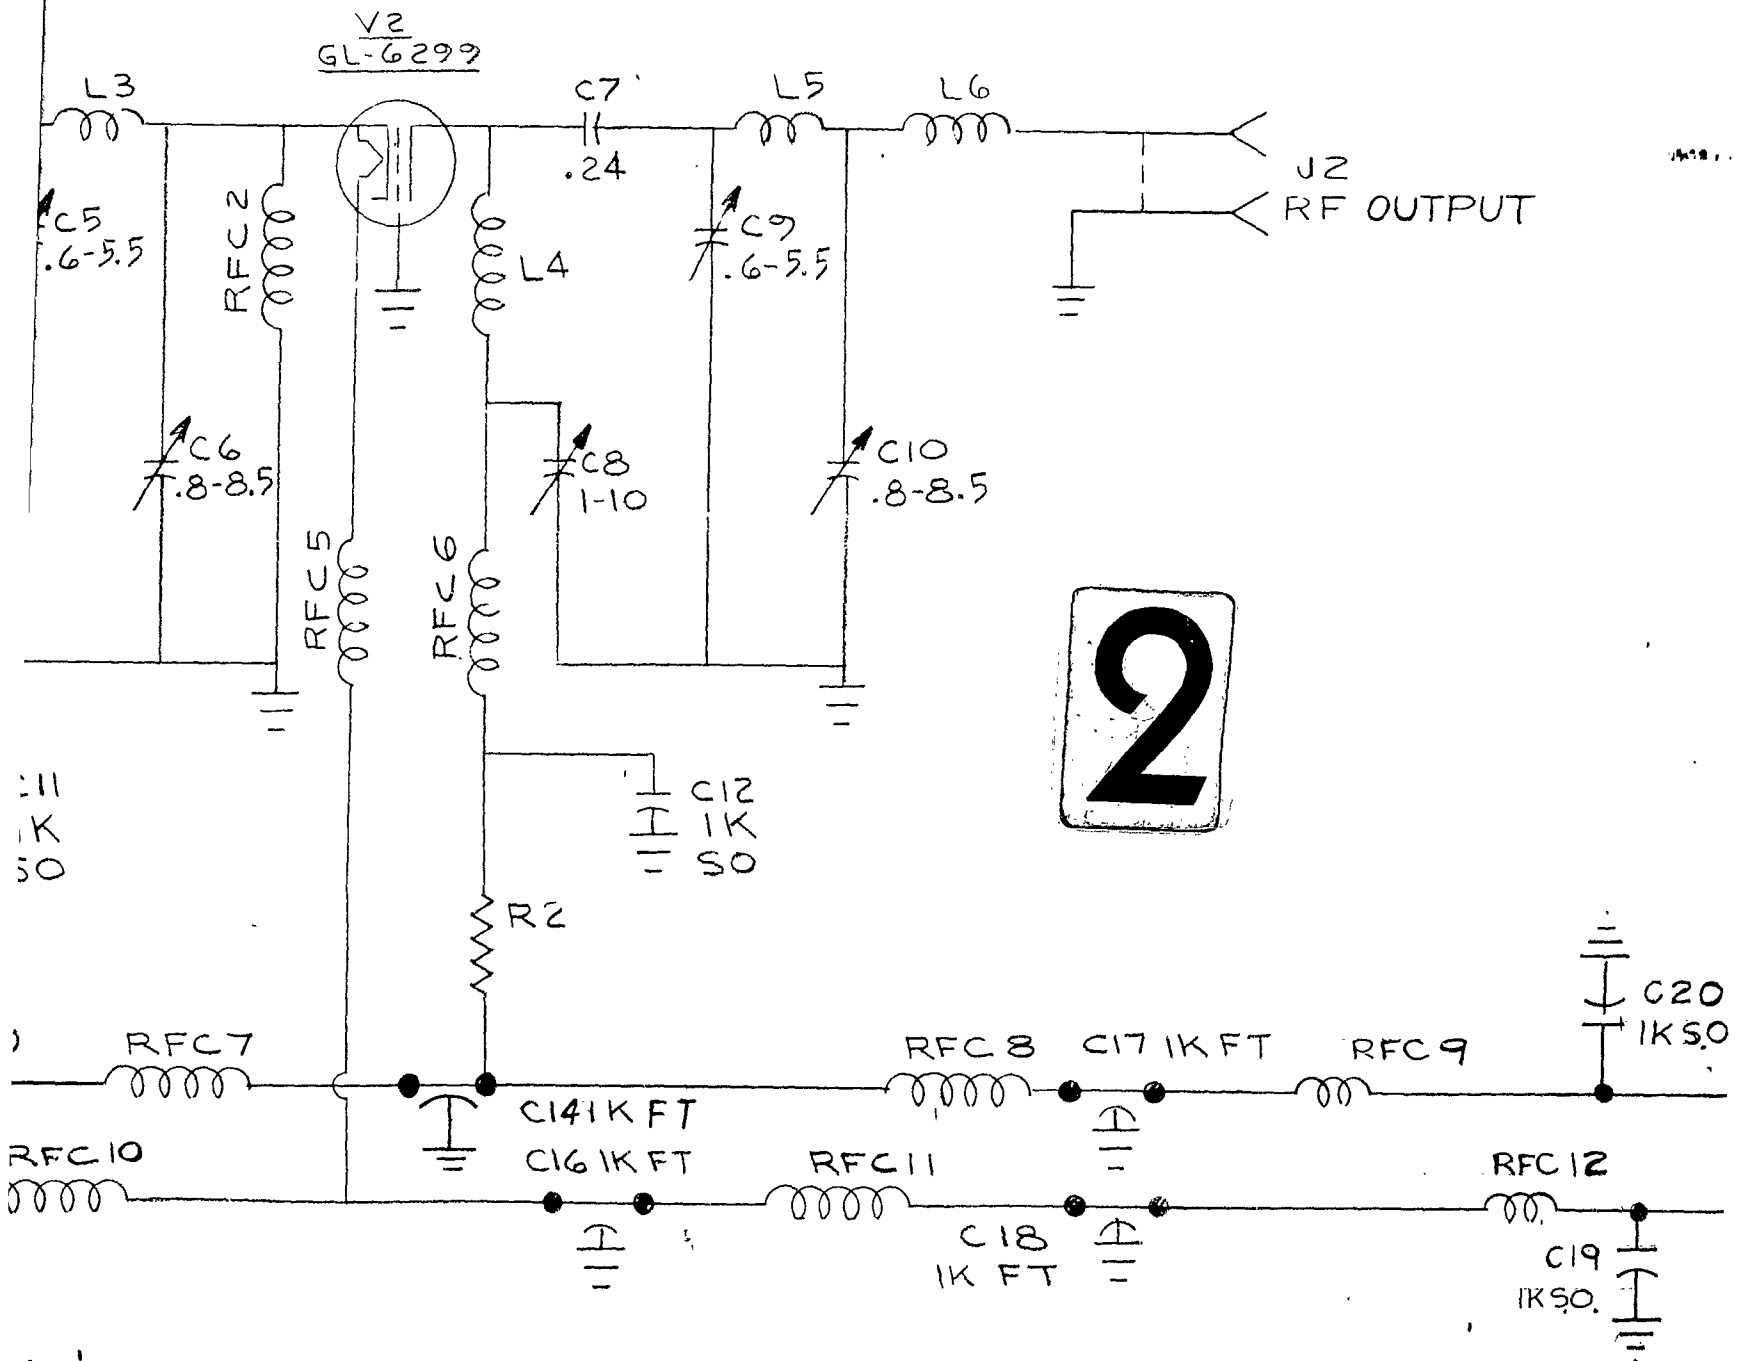 V2
GL-6299
L3
C7
L5
L6
.24
J2
RF OUTPUT
C5
.6-5.5
RFC2
L4
C9
.6-5.5
C6
.8-8.5
C8
1-10
C10
.8-8.5
RFC5
RFC6
2
C12
1K
SO
11
1K
SO
R2
C20
1K SO
RFC7
RFC8
C17 1K FT
RFC9
C14 1K FT
RFC10
C16 1K FT
RFC11
RFC12
C18
1K FT
C19
1K SO.